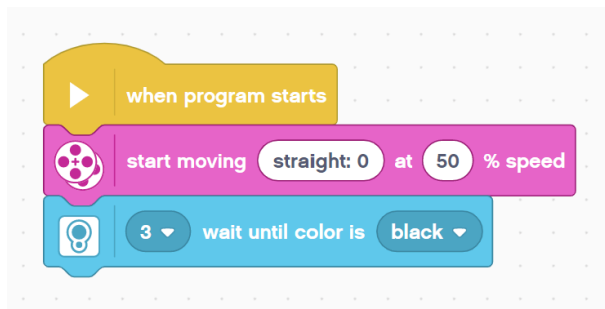 when program starts
start moving straight: 0 at 50 % speed
3 wait until color is black